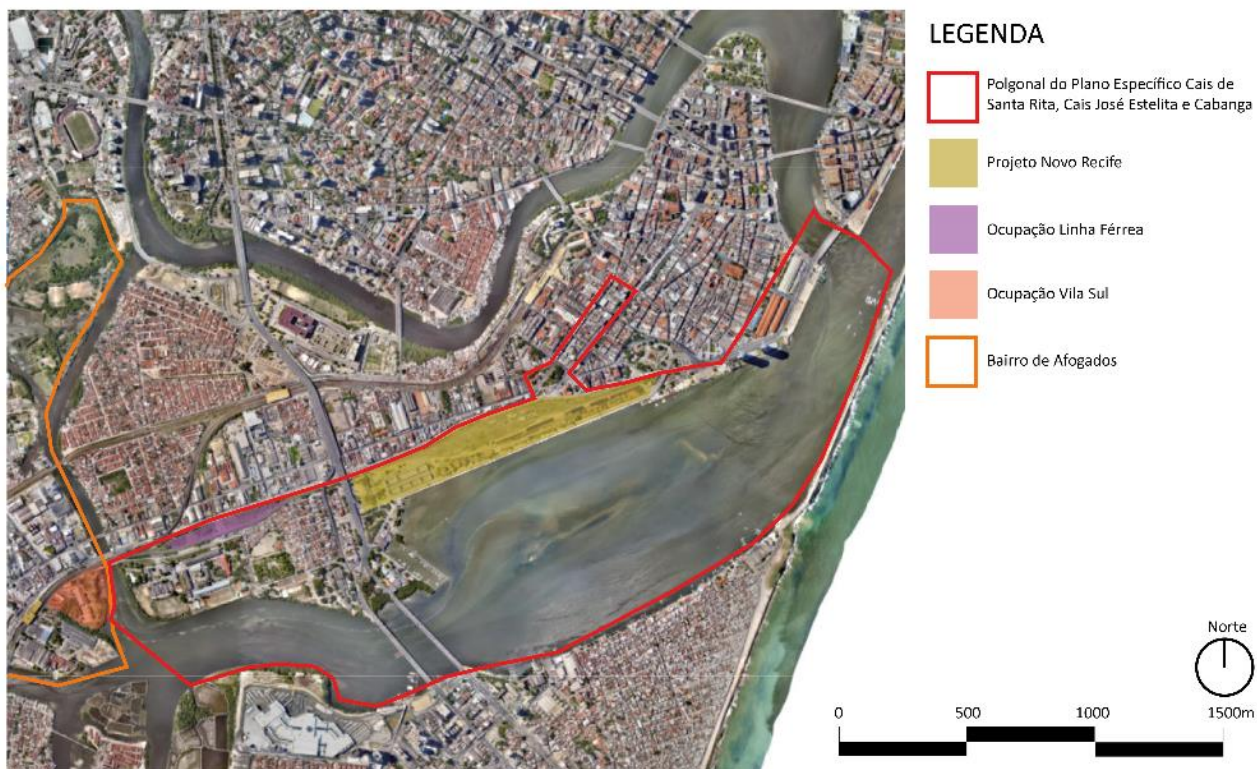 LEGENDA
Polgonal do Plano Específico Cais de
Santa Rita, Cais José Estelita e Cabanga
Projeto Novo Recife
Ocupação Linha Férrea
Ocupação Vila Sul
Bairro de Afogados
Norte
0 500 1000 1500m